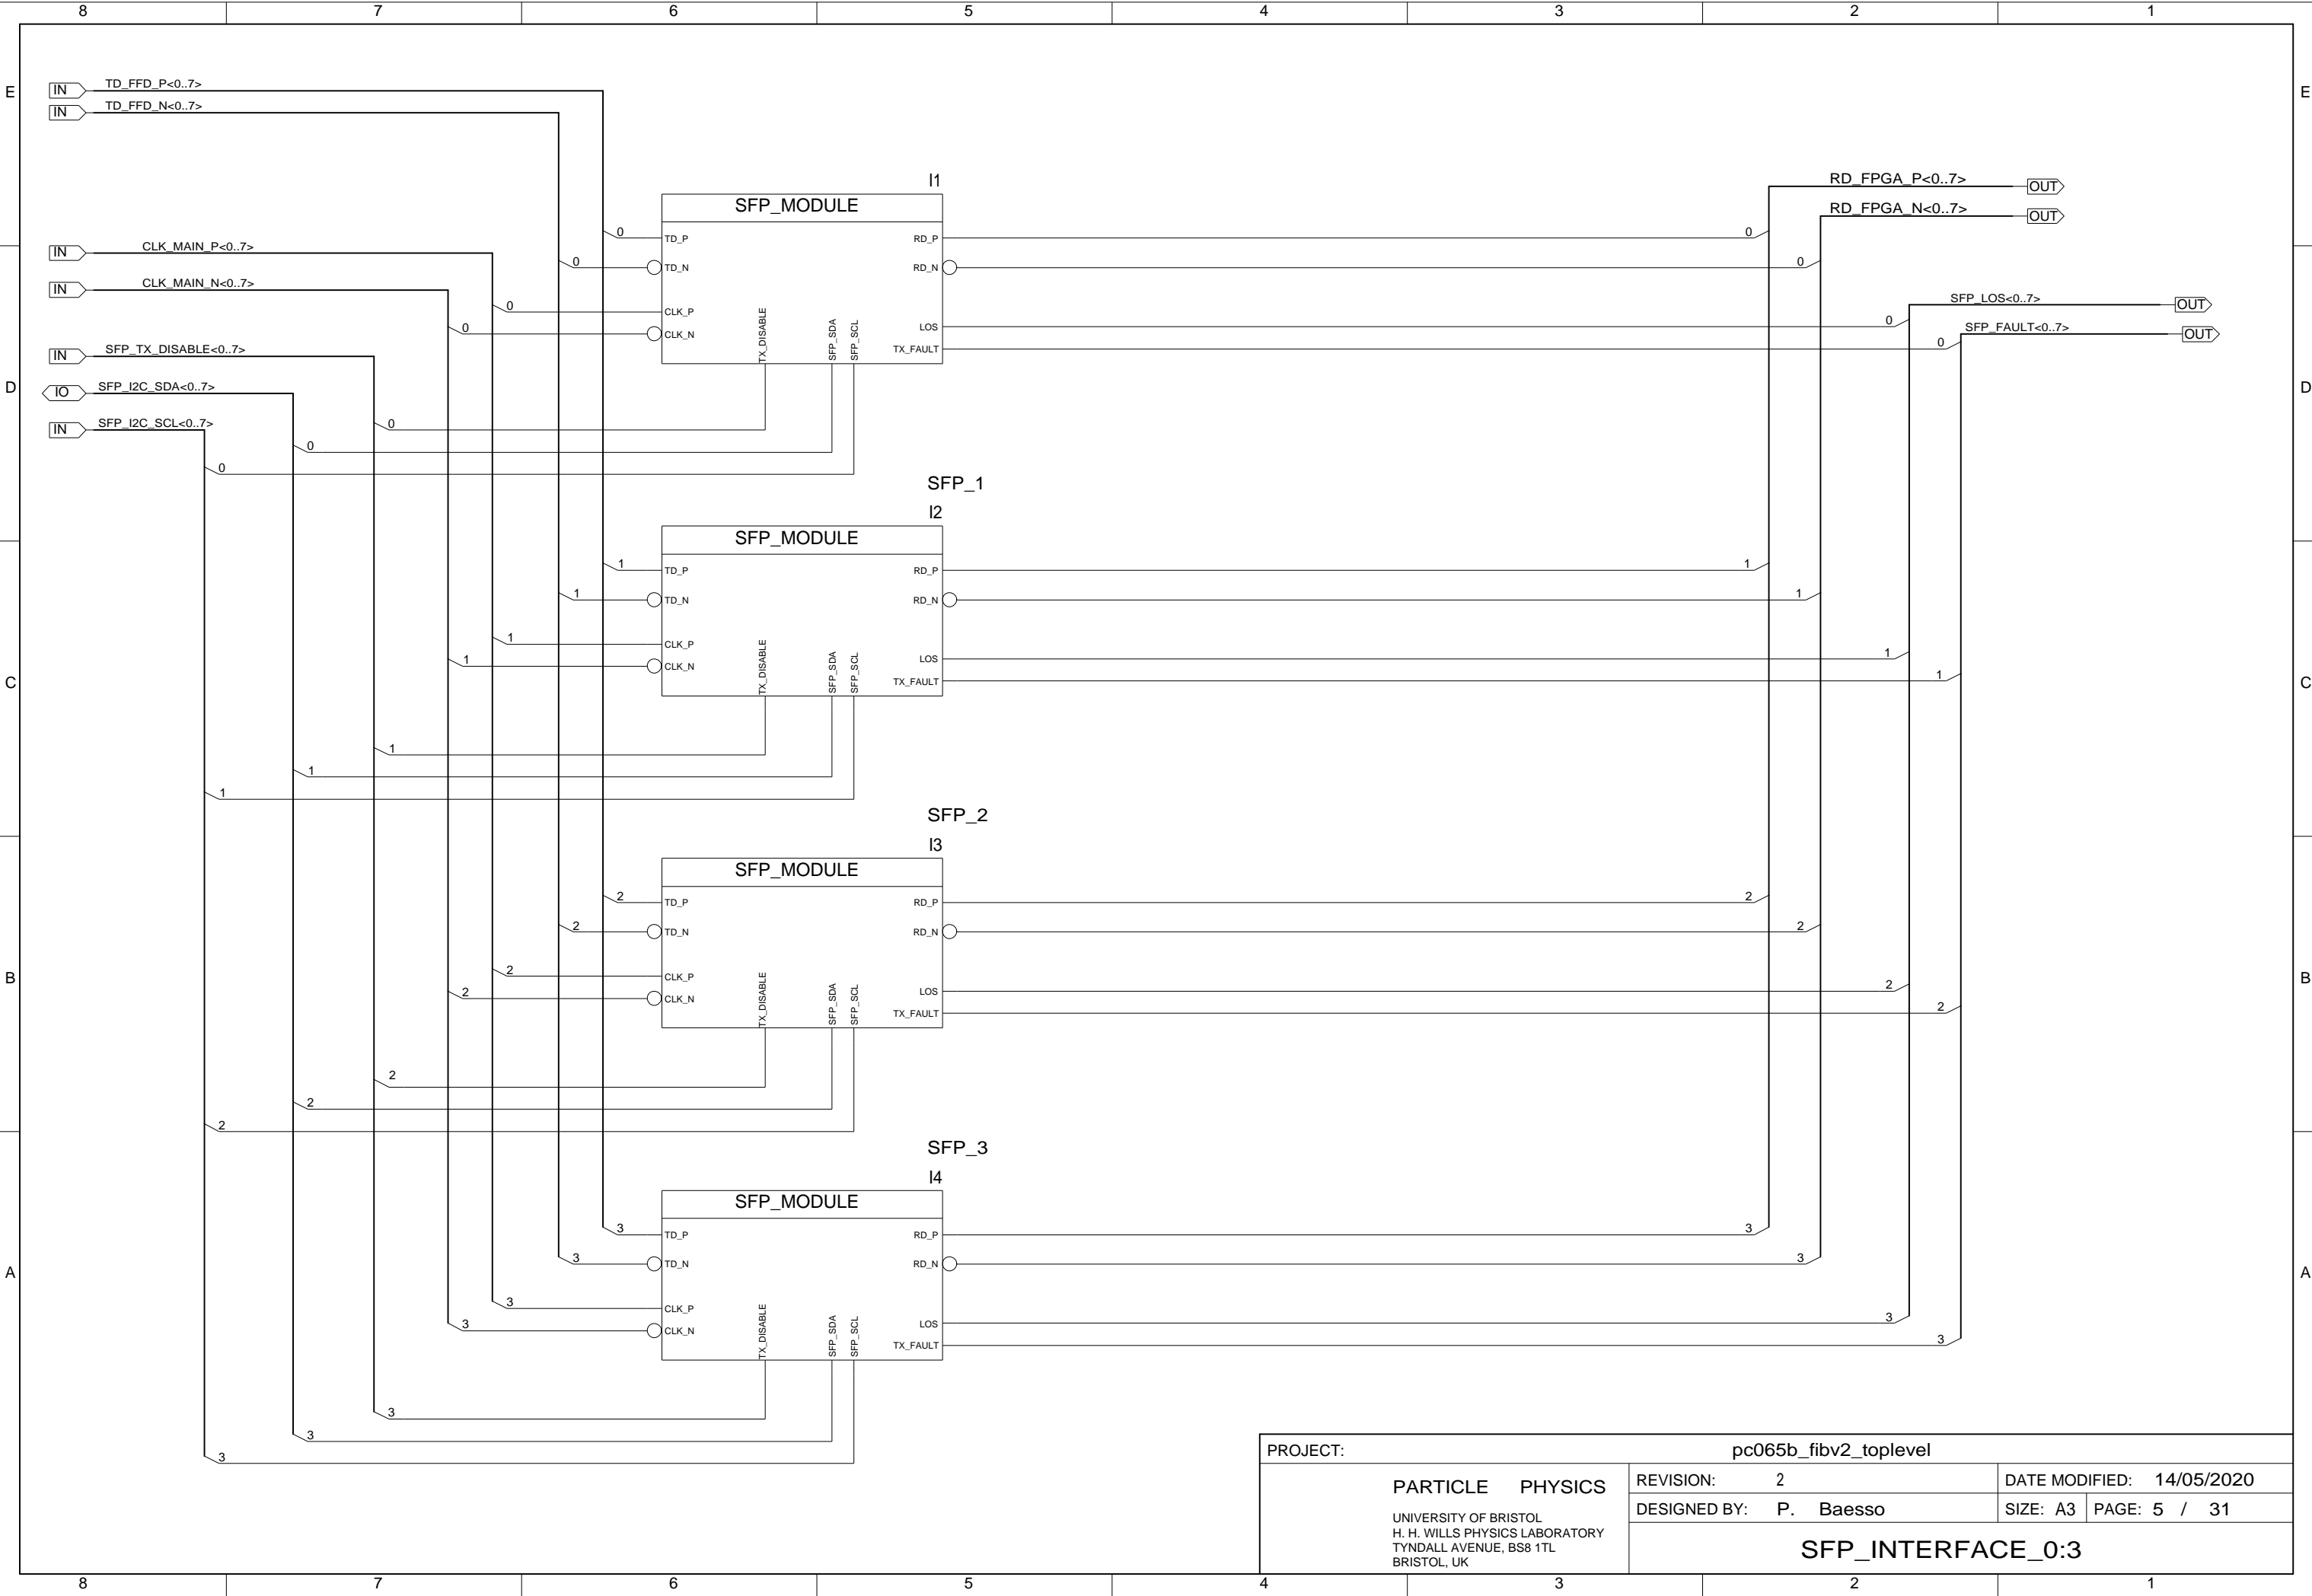 8 7 6 5 4 3 2 1
E E
IN TD_FFD_P<0..7>
IN TD_FFD_N<0..7>
I1
RD_FPGA_P<0..7> OUT
SFP_MODULE
RD_FPGA_N<0..7> OUT
0 TD_P RD_P 0
IN CLK_MAIN_P<0..7>
0 TD_N RD_N 0
IN CLK_MAIN_N<0..7>
SFP_LOS<0..7> OUT
0 CLK_P
0 CLK_N TX_DISABLE SFP_SDA SFP_SCL LOS 0
SFP_FAULT<0..7> OUT
TX_FAULT 0
IN SFP_TX_DISABLE<0..7>
D D
IO SFP_I2C_SDA<0..7>
IN SFP_I2C_SCL<0..7>
0
0
0
SFP_1
I2
SFP_MODULE
1 TD_P RD_P 1
1 TD_N RD_N 1
1 CLK_P
1 CLK_N TX_DISABLE SFP_SDA SFP_SCL LOS 1
TX_FAULT 1
C C
1
1
1
SFP_2
I3
SFP_MODULE
2 TD_P RD_P 2
2 TD_N RD_N 2
2 CLK_P
B B
2 CLK_N TX_DISABLE SFP_SDA SFP_SCL LOS 2
TX_FAULT 2
2
2
2
SFP_3
I4
SFP_MODULE
3 TD_P RD_P 3
3 TD_N RD_N 3
A A
3 CLK_P
3 CLK_N TX_DISABLE SFP_SDA SFP_SCL LOS 3
TX_FAULT 3
3
3
3
PROJECT: pc065b_fibv2_toplevel
PARTICLE PHYSICS
UNIVERSITY OF BRISTOL
H. H. WILLS PHYSICS LABORATORY
TYNDALL AVENUE, BS8 1TL
BRISTOL, UK
REVISION: 2 DATE MODIFIED: 14/05/2020
DESIGNED BY: P. Baesso SIZE: A3 PAGE: 5 / 31
SFP_INTERFACE_0:3
8 7 6 5 4 3 2 1